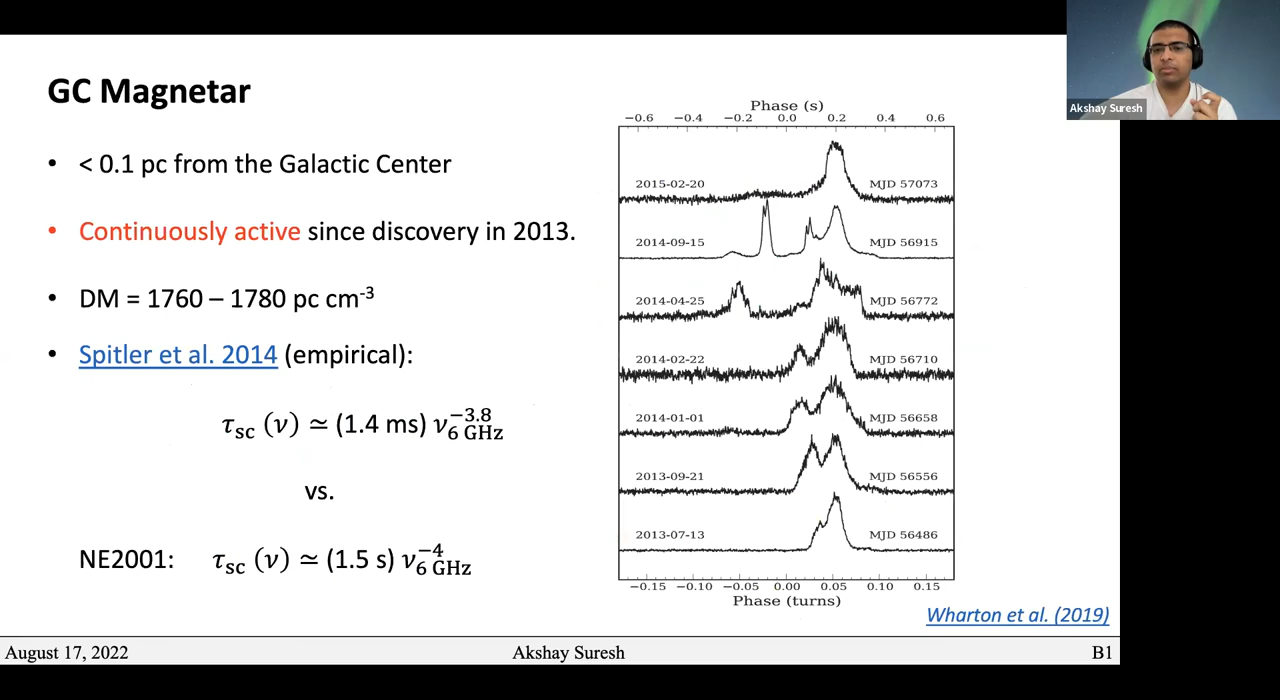 GC Magnetar
• < 0.1 pc from the Galactic Center
• Continuously active since discovery in 2013.
• DM = 1760 – 1780 pc cm⁻³
• Spitler et al. 2014 (empirical):
τ_sc (ν) ≃ (1.4 ms) ν_{6 GHz}^{−3.8}
vs.
NE2001: τ_sc (ν) ≃ (1.5 s) ν_{6 GHz}^{−4}
Phase (s)
−0.6 −0.4 −0.2 0.0 0.2 0.4 0.6
2015-02-20 MJD 57073
2014-09-15 MJD 56915
2014-04-25 MJD 56772
2014-02-22 MJD 56710
2014-01-01 MJD 56658
2013-09-21 MJD 56556
2013-07-13 MJD 56486
−0.15 −0.10 −0.05 0.00 0.05 0.10 0.15
Phase (turns)
Wharton et al. (2019)
Akshay Suresh
August 17, 2022 Akshay Suresh B1